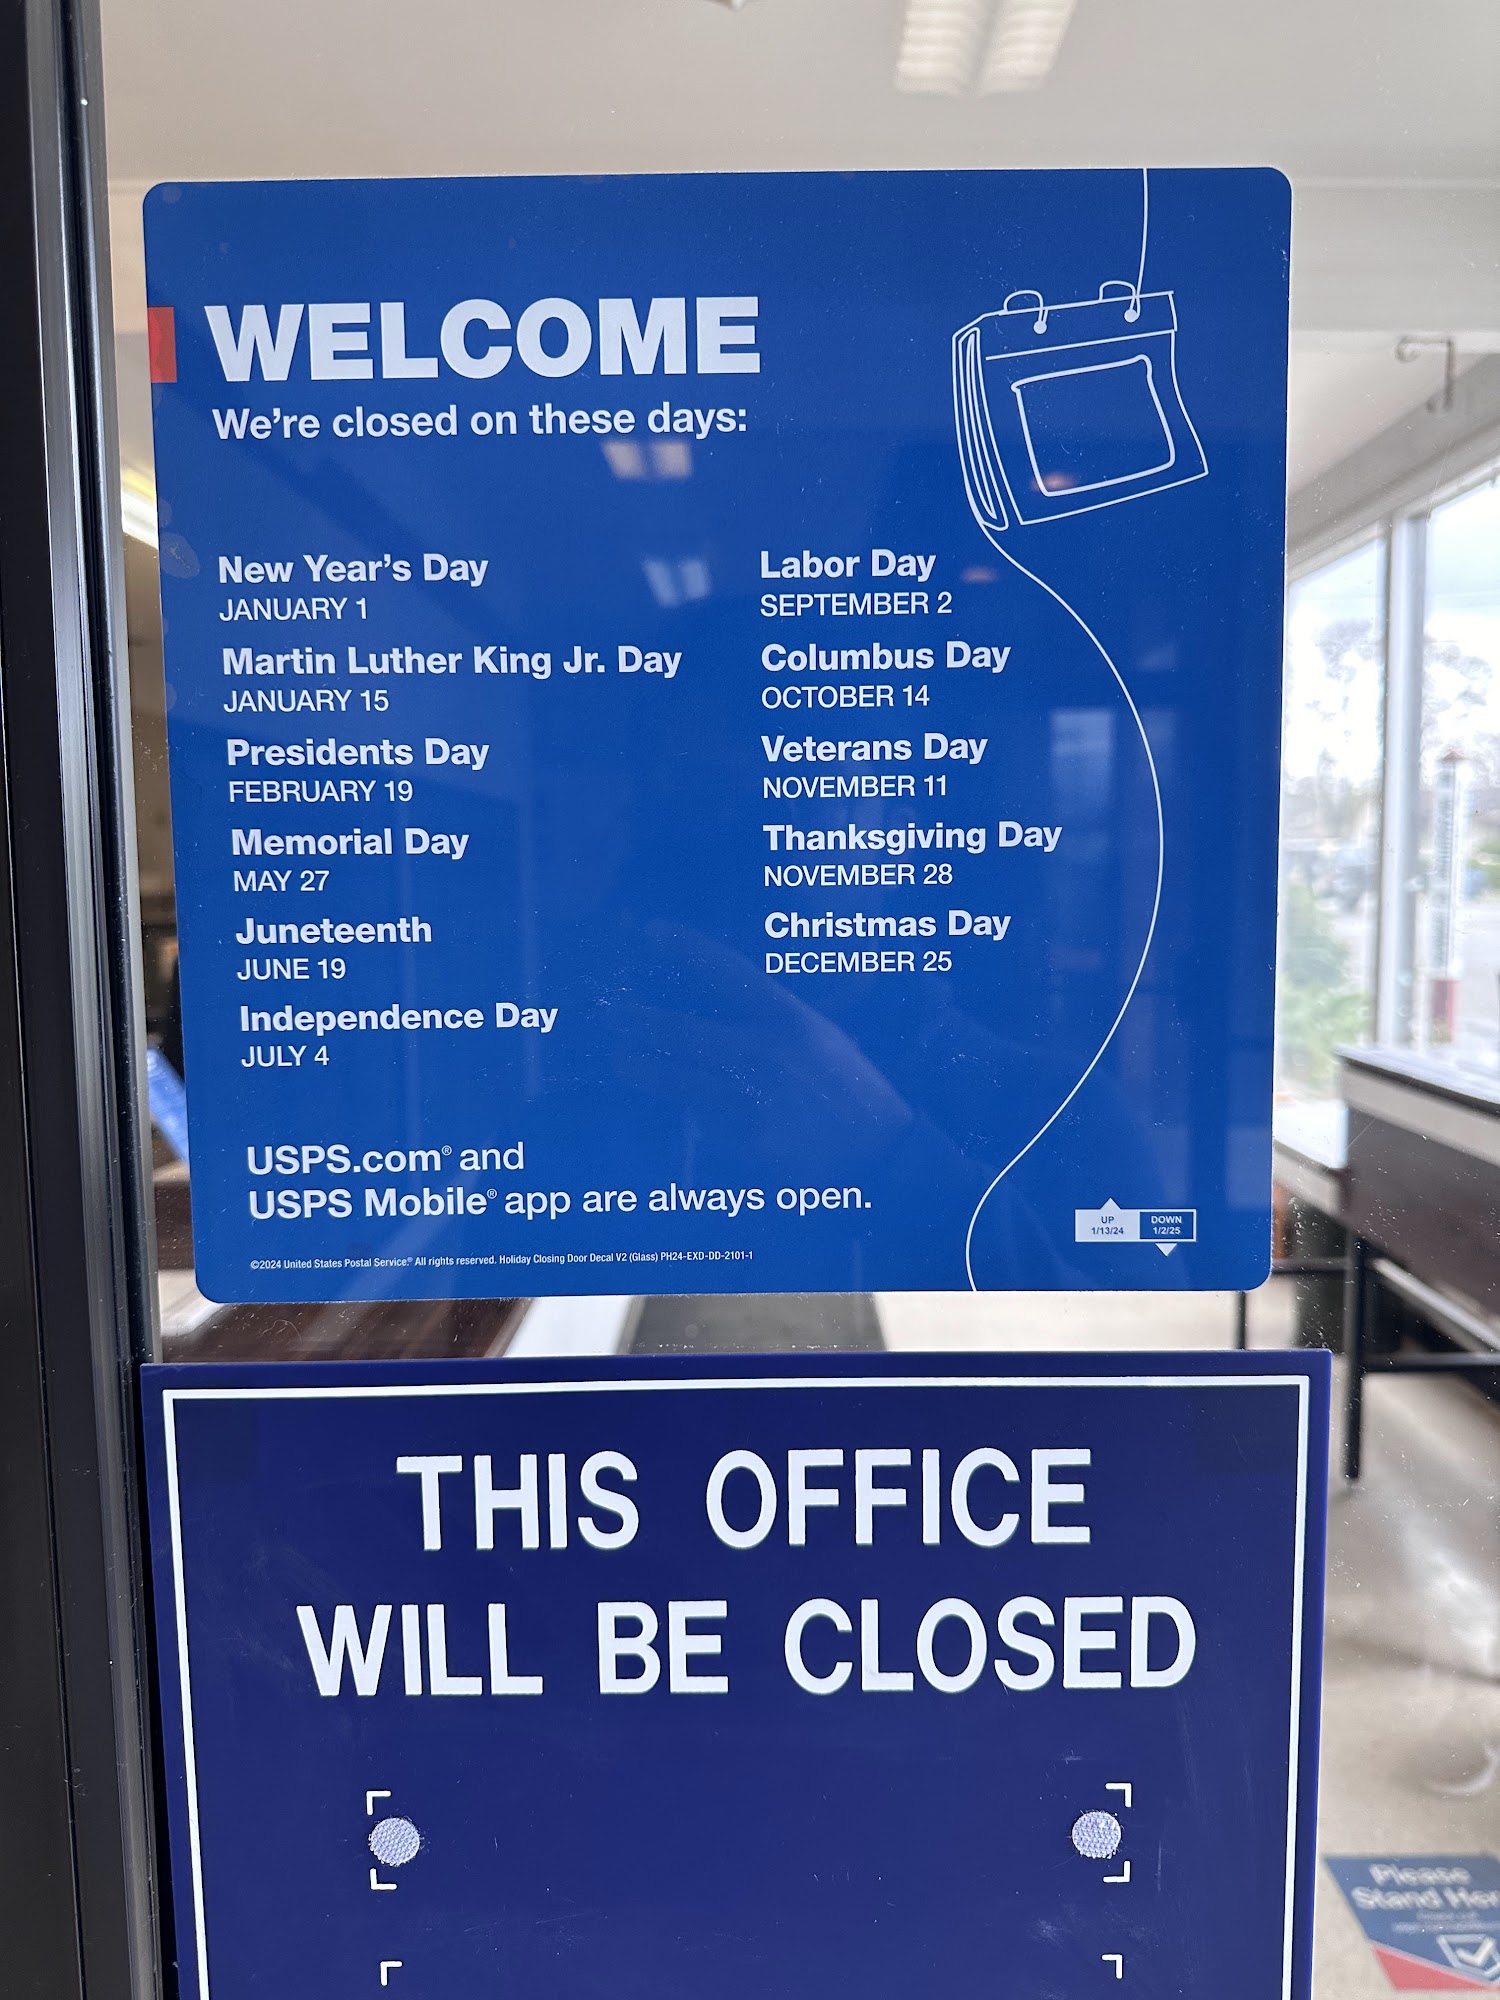 WELCOME
We're closed on these days:
New Year's Day
JANUARY 1
Martin Luther King Jr. Day
JANUARY 15
Presidents Day
FEBRUARY 19
Memorial Day
MAY 27
Juneteenth
JUNE 19
Independence Day
JULY 4
Labor Day
SEPTEMBER 2
Columbus Day
OCTOBER 14
Veterans Day
NOVEMBER 11
Thanksgiving Day
NOVEMBER 28
Christmas Day
DECEMBER 25
USPS.com® and
USPS Mobile® app are always open.
©2024 United States Postal Service.® All rights reserved. Holiday Closing Door Decal V2 (Glass) PH24-EXD-DD-2101-1
UP
1/13/24
DOWN
1/2/25
THIS OFFICE
WILL BE CLOSED
Please
Stand